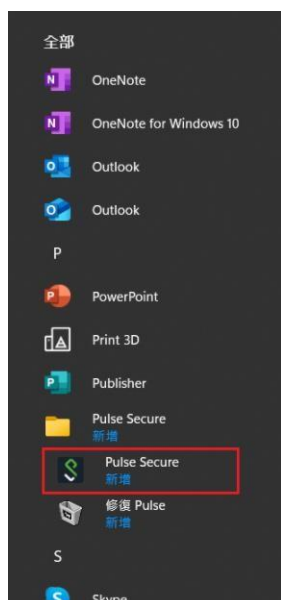 全部
OneNote
OneNote for Windows 10
Outlook
Outlook
P
PowerPoint
Print 3D
Publisher
Pulse Secure
新增
Pulse Secure
新增
修復 Pulse
新增
S
Skype